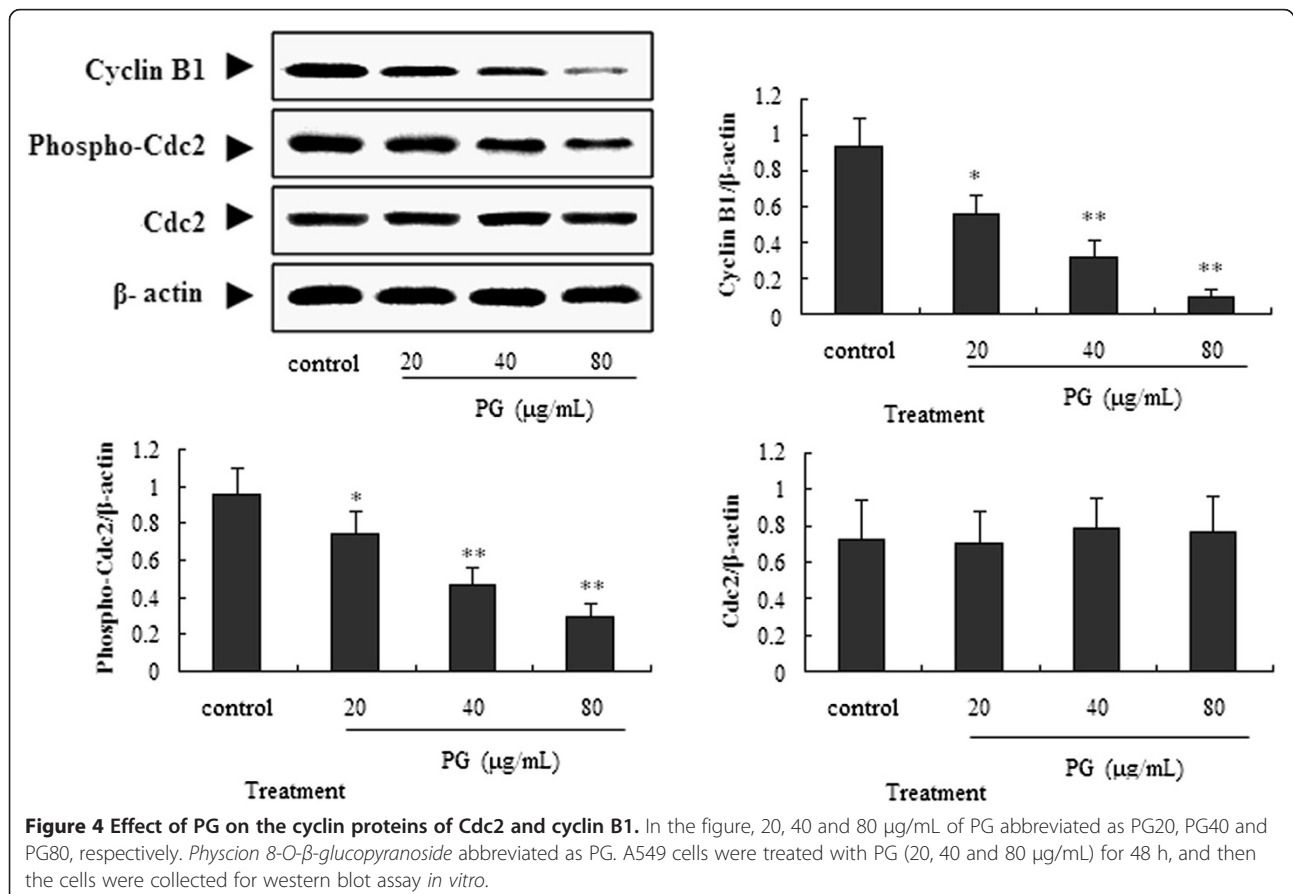 Cyclin B1
Phospho-Cdc2
Cdc2
β- actin
control 20 40 80
PG (μg/mL)
Cyclin B1/β-actin
1.2
1
0.8
0.6
0.4
0.2
0
*
**
**
control 20 40 80
PG (μg/mL)
Treatment
Phospho-Cdc2/β-actin
1.2
1
0.8
0.6
0.4
0.2
0
*
**
**
control 20 40 80
PG (μg/mL)
Treatment
Cdc2/β-actin
1.2
1
0.8
0.6
0.4
0.2
0
control 20 40 80
PG (μg/mL)
Treatment
Figure 4 Effect of PG on the cyclin proteins of Cdc2 and cyclin B1. In the figure, 20, 40 and 80 μg/mL of PG abbreviated as PG20, PG40 and
PG80, respectively. Physcion 8-O-β-glucopyranoside abbreviated as PG. A549 cells were treated with PG (20, 40 and 80 μg/mL) for 48 h, and then
the cells were collected for western blot assay in vitro.